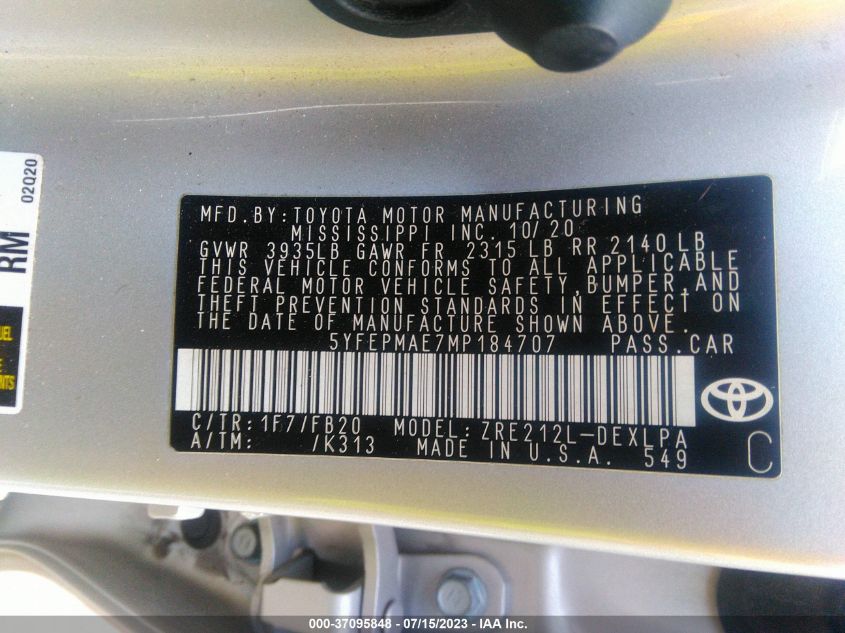 02Q20
RM
UEL
E
NTS
MFD. BY: TOYOTA MOTOR MANUFACTURING
MISSISSIPPI INC. 10/20
GVWR 3935LB GAWR FR 2315 LB RR 2140 LB
THIS VEHICLE CONFORMS TO ALL APPLICABLE
FEDERAL MOTOR VEHICLE SAFETY, BUMPER, AND
THEFT PREVENTION STANDARDS IN EFFECT ON
THE DATE OF MANUFACTURE SHOWN ABOVE.
5YFEPMAE7MP184707 PASS. CAR
C/TR: 1F7/FB20 MODEL: ZRE212L-DEXLPA
A/TM: /K313 MADE IN U.S.A. 549
C
000-37095848 - 07/15/2023 - IAA Inc.